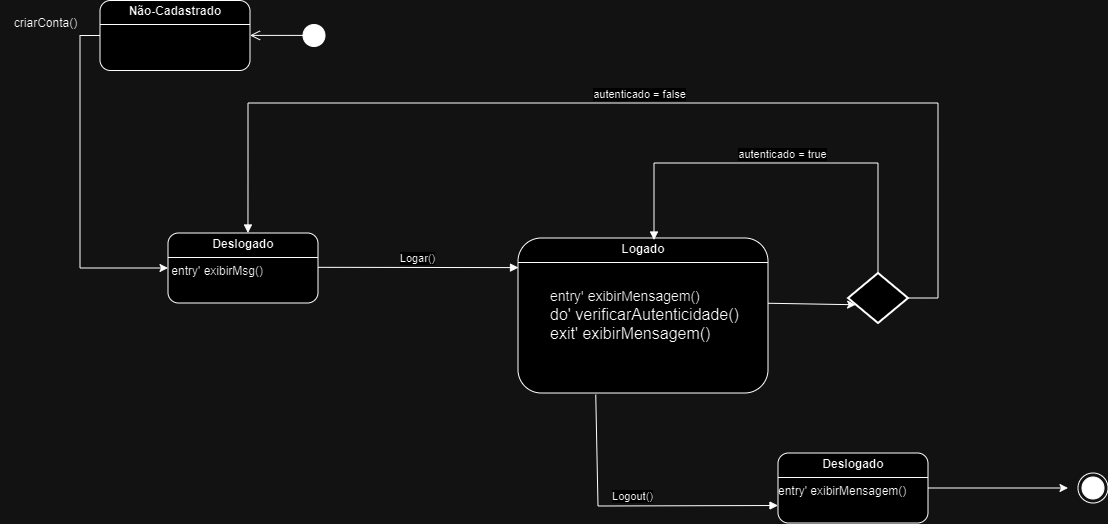 Não-Cadastrado
criarConta()
autenticado = false
autenticado = true
Deslogado
entry' exibirMsg()
Logar()
Logado
entry' exibirMensagem()
do' verificarAutenticidade()
exit' exibirMensagem()
Deslogado
entry' exibirMensagem()
Logout()